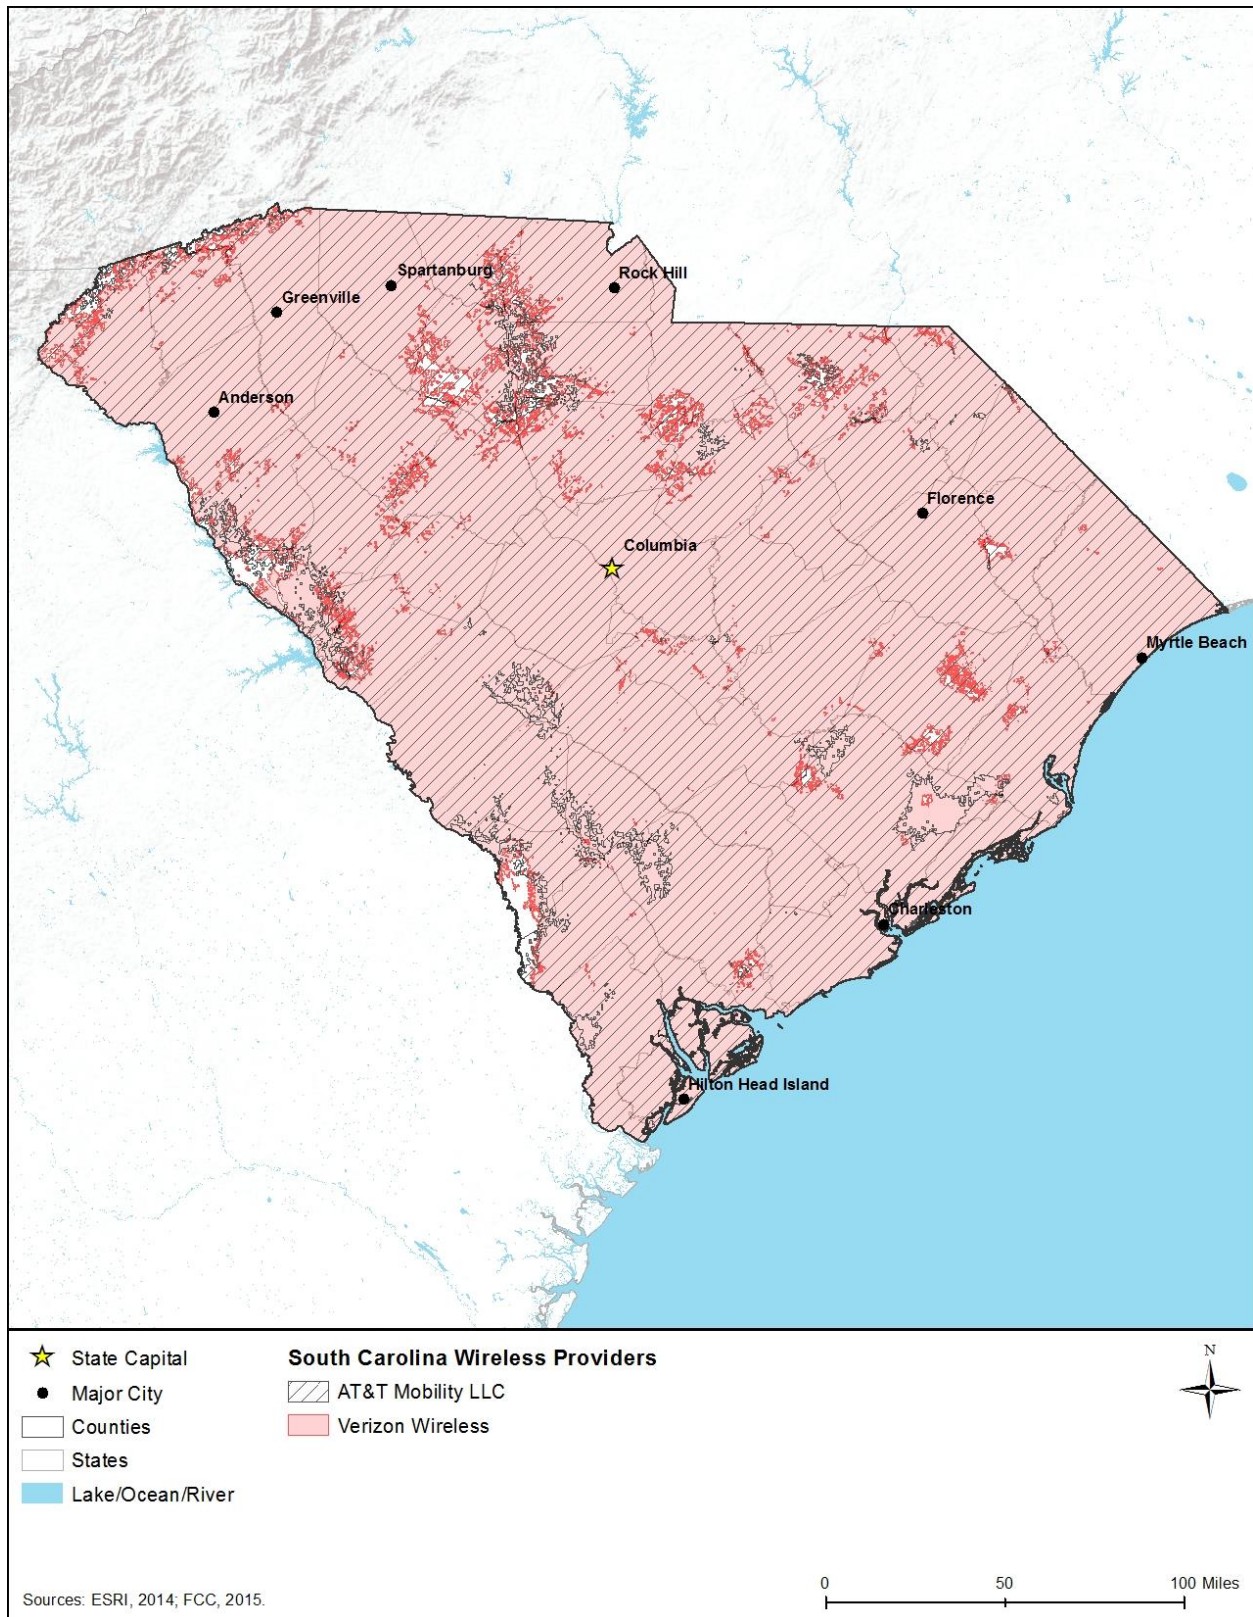 Spartanburg
Rock Hill
Greenville
Anderson
Florence
Columbia
Myrtle Beach
Charleston
Hilton Head Island
State Capital
Major City
Counties
States
Lake/Ocean/River
South Carolina Wireless Providers
AT&T Mobility LLC
Verizon Wireless
N
Sources: ESRI, 2014; FCC, 2015.
0 50 100 Miles